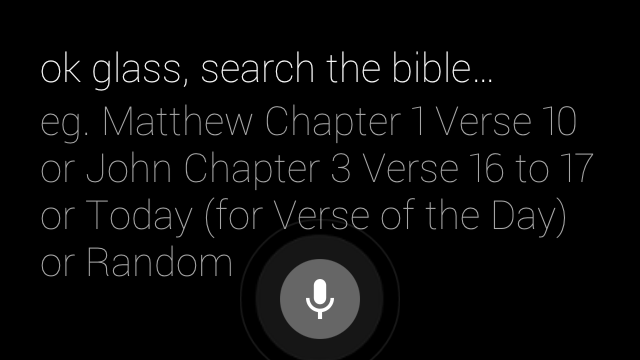 ok glass, search the bible...
eg. Matthew Chapter 1 Verse 10
or John Chapter 3 Verse 16 to 17
or Today (for Verse of the Day)
or Random